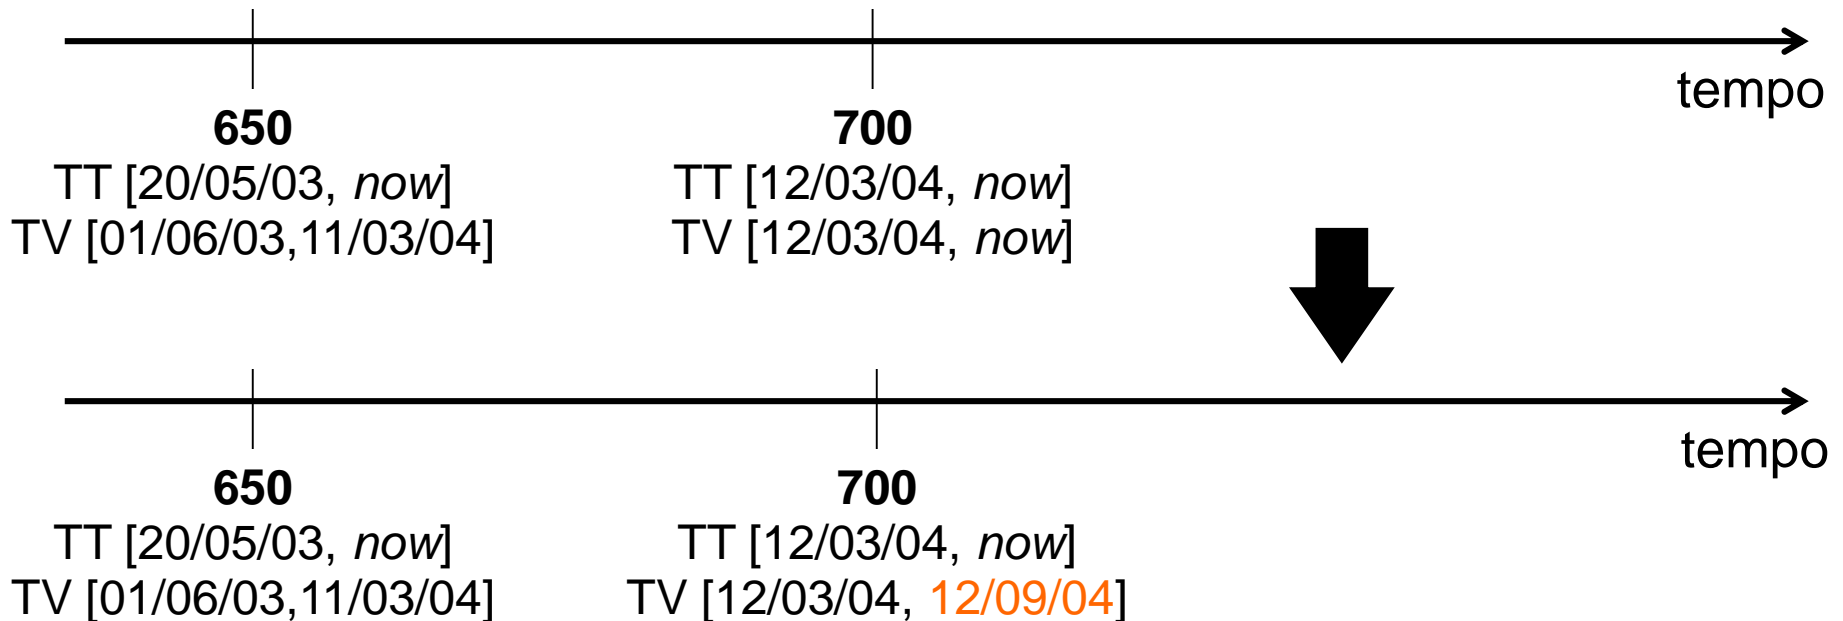 tempo
650
TT [20/05/03, now]
TV [01/06/03,11/03/04]
700
TT [12/03/04, now]
TV [12/03/04, now]
tempo
650
TT [20/05/03, now]
TV [01/06/03,11/03/04]
700
TT [12/03/04, now]
TV [12/03/04, 12/09/04]